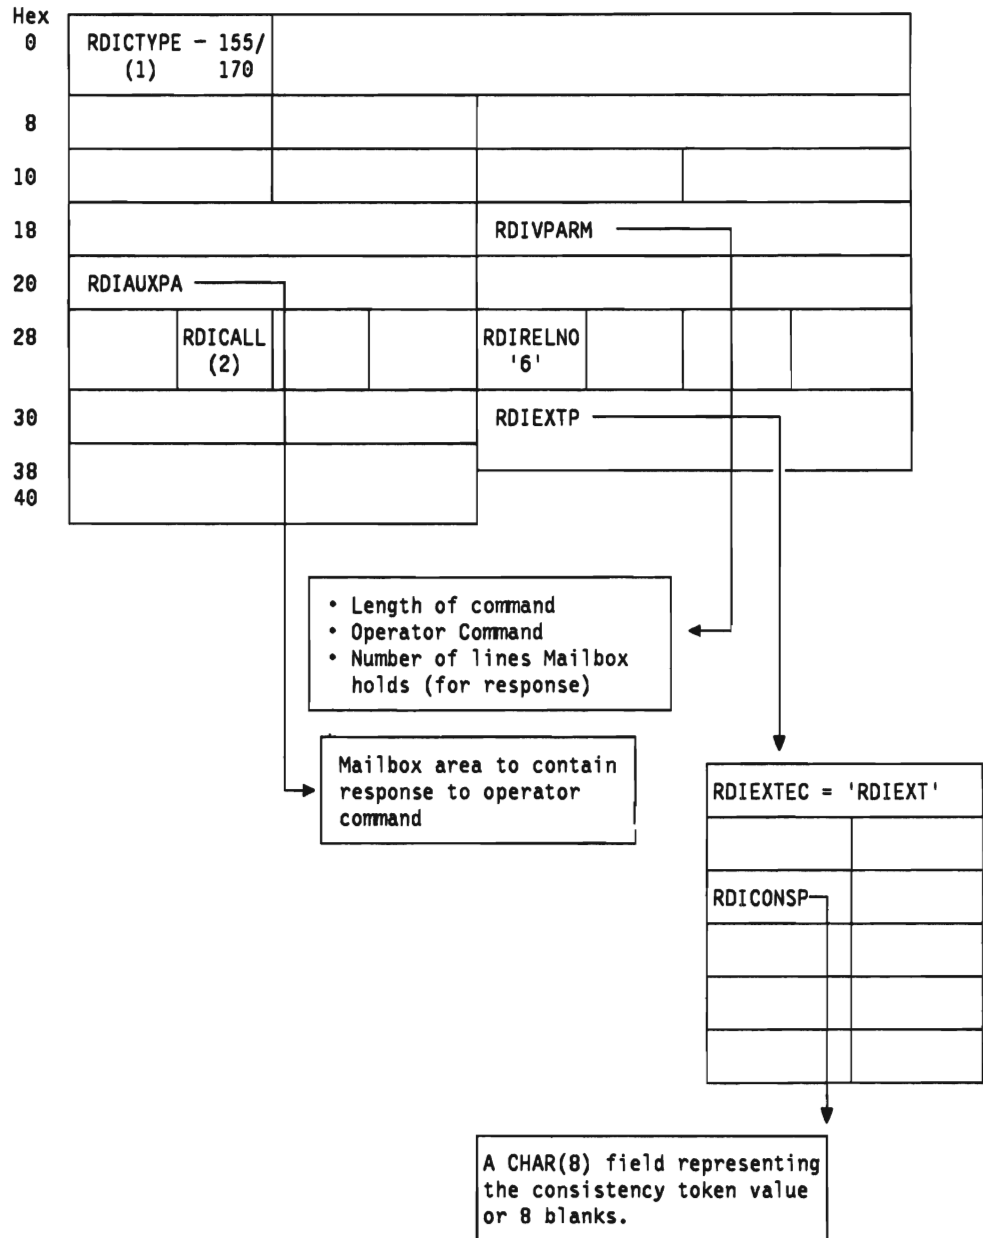 Hex
0 RDICTYPE - 155/
(1) 170
8
10
18 RDIVPARM
20 RDIAUXPA
28 RDICALL RDIRELNO
(2) '6'
30 RDIEXTP
38
40
• Length of command
• Operator Command
• Number of lines Mailbox
holds (for response)
Mailbox area to contain
response to operator
command
RDIEXTEC = 'RDIEXT'
RDICONSP
A CHAR(8) field representing
the consistency token value
or 8 blanks.